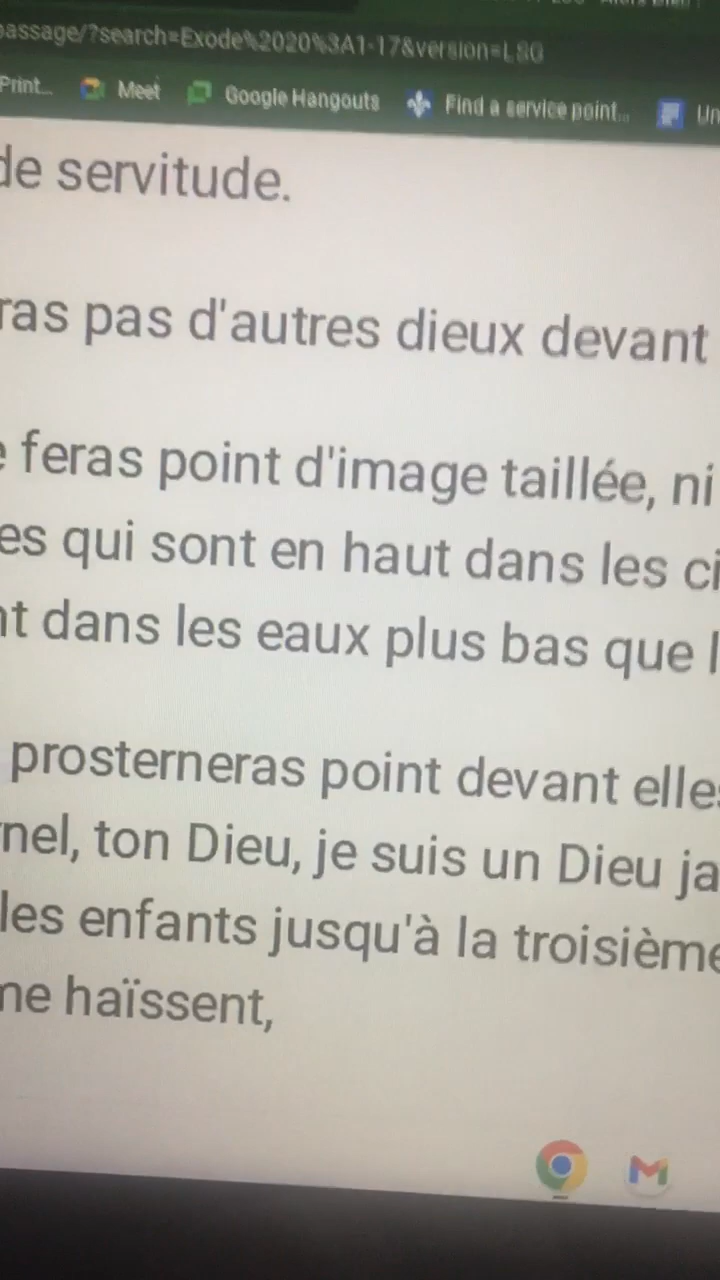 passage/?search=Exode%2020%3A1-17&version=LSG
Print... Meet Google Hangouts Find a service point... Un
de servitude.
ras pas d'autres dieux devant
feras point d'image taillée, ni
es qui sont en haut dans les ci
nt dans les eaux plus bas que l
prosterneras point devant elles
nel, ton Dieu, je suis un Dieu ja
les enfants jusqu'à la troisième
me haïssent,